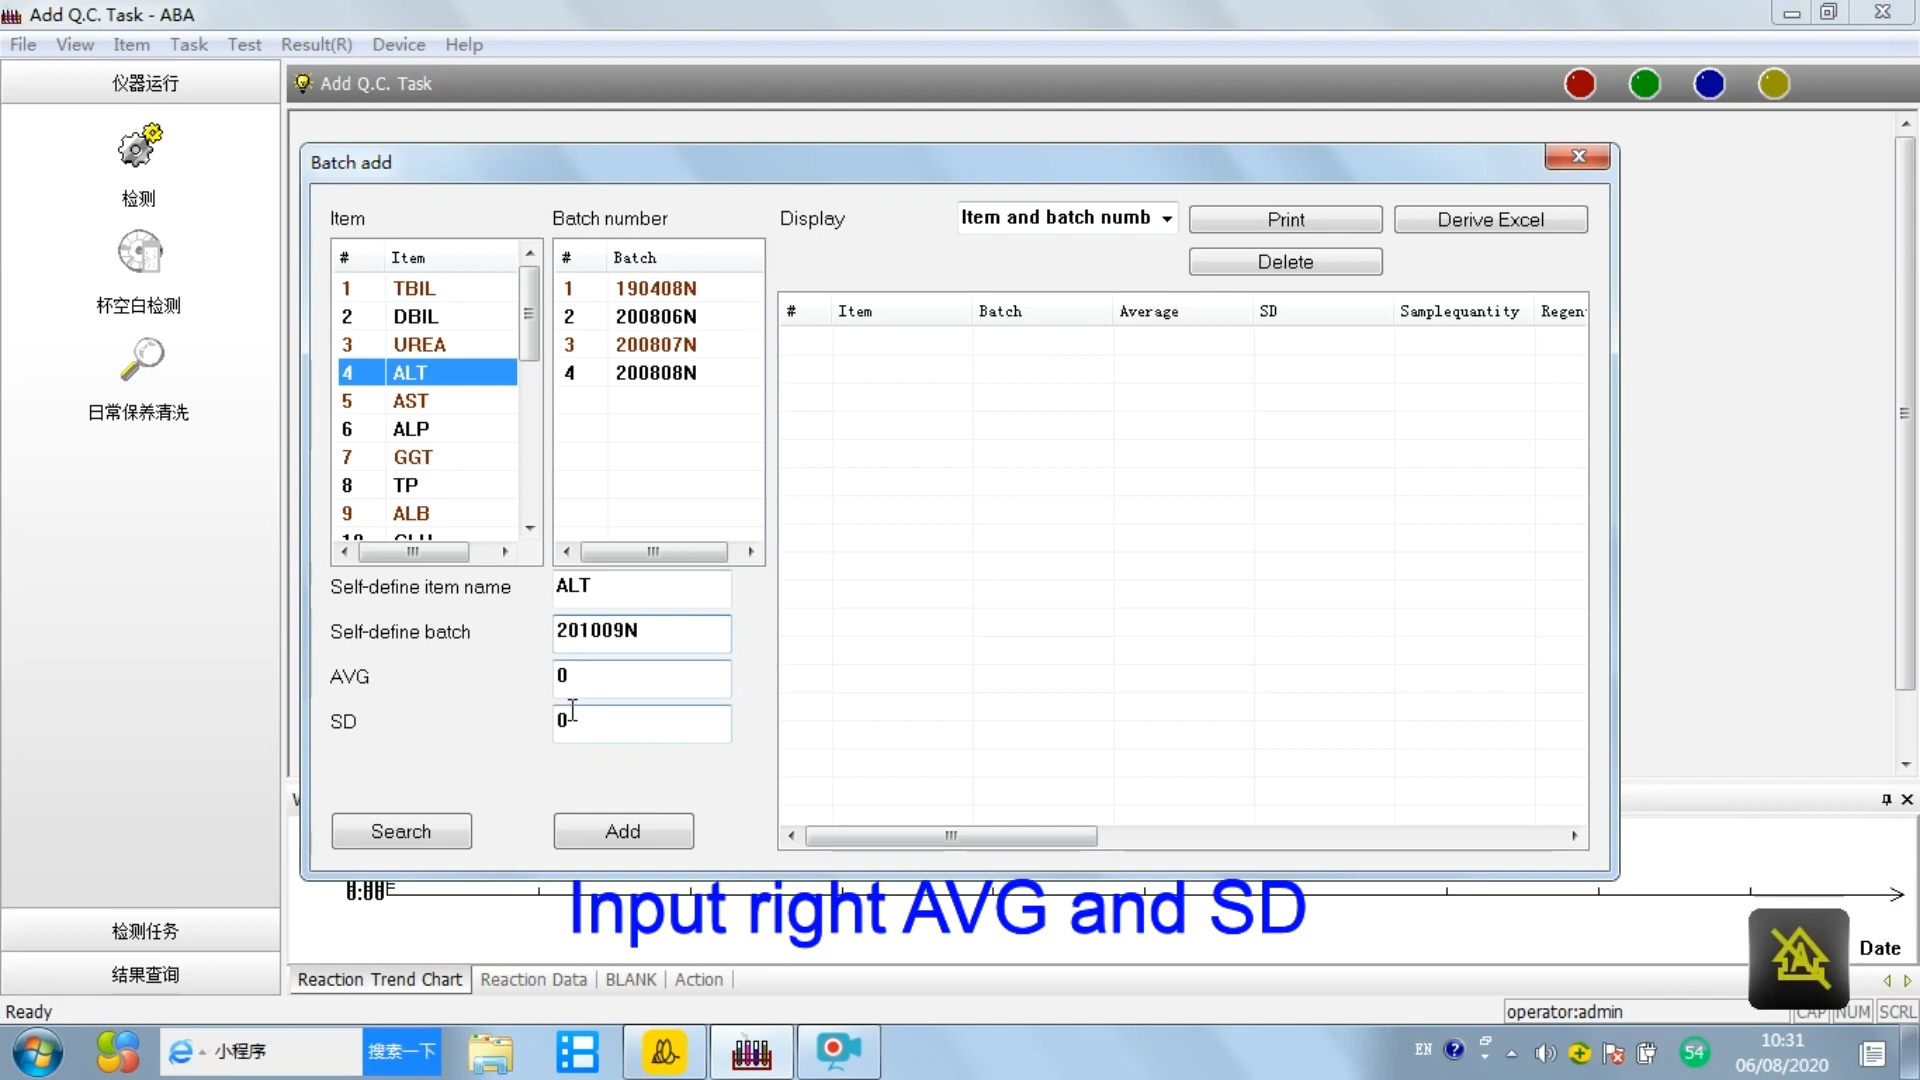 Add Q.C. Task - ABA
File View Item Task Test Result(R) Device Help
仪器运行
Add Q.C. Task
检测
杯空白检测
日常保养清洗
检测任务
结果查询
Batch add
Item
# Item
1 TBIL
2 DBIL
3 UREA
4 ALT
5 AST
6 ALP
7 GGT
8 TP
9 ALB
Batch number
# Batch
1 190408N
2 200806N
3 200807N
4 200808N
Display
Item and batch numb
Print
Derive Excel
Delete
# Item Batch Average SD Samplequantity Regen
Self-define item name ALT
Self-define batch 201009N
AVG 0
SD 0
Search
Add
Input right AVG and SD
Date
Reaction Trend Chart Reaction Data BLANK Action
Ready
operator:admin
CAP NUM SCRL
小程序
搜索一下
EN
54
10:31
06/08/2020